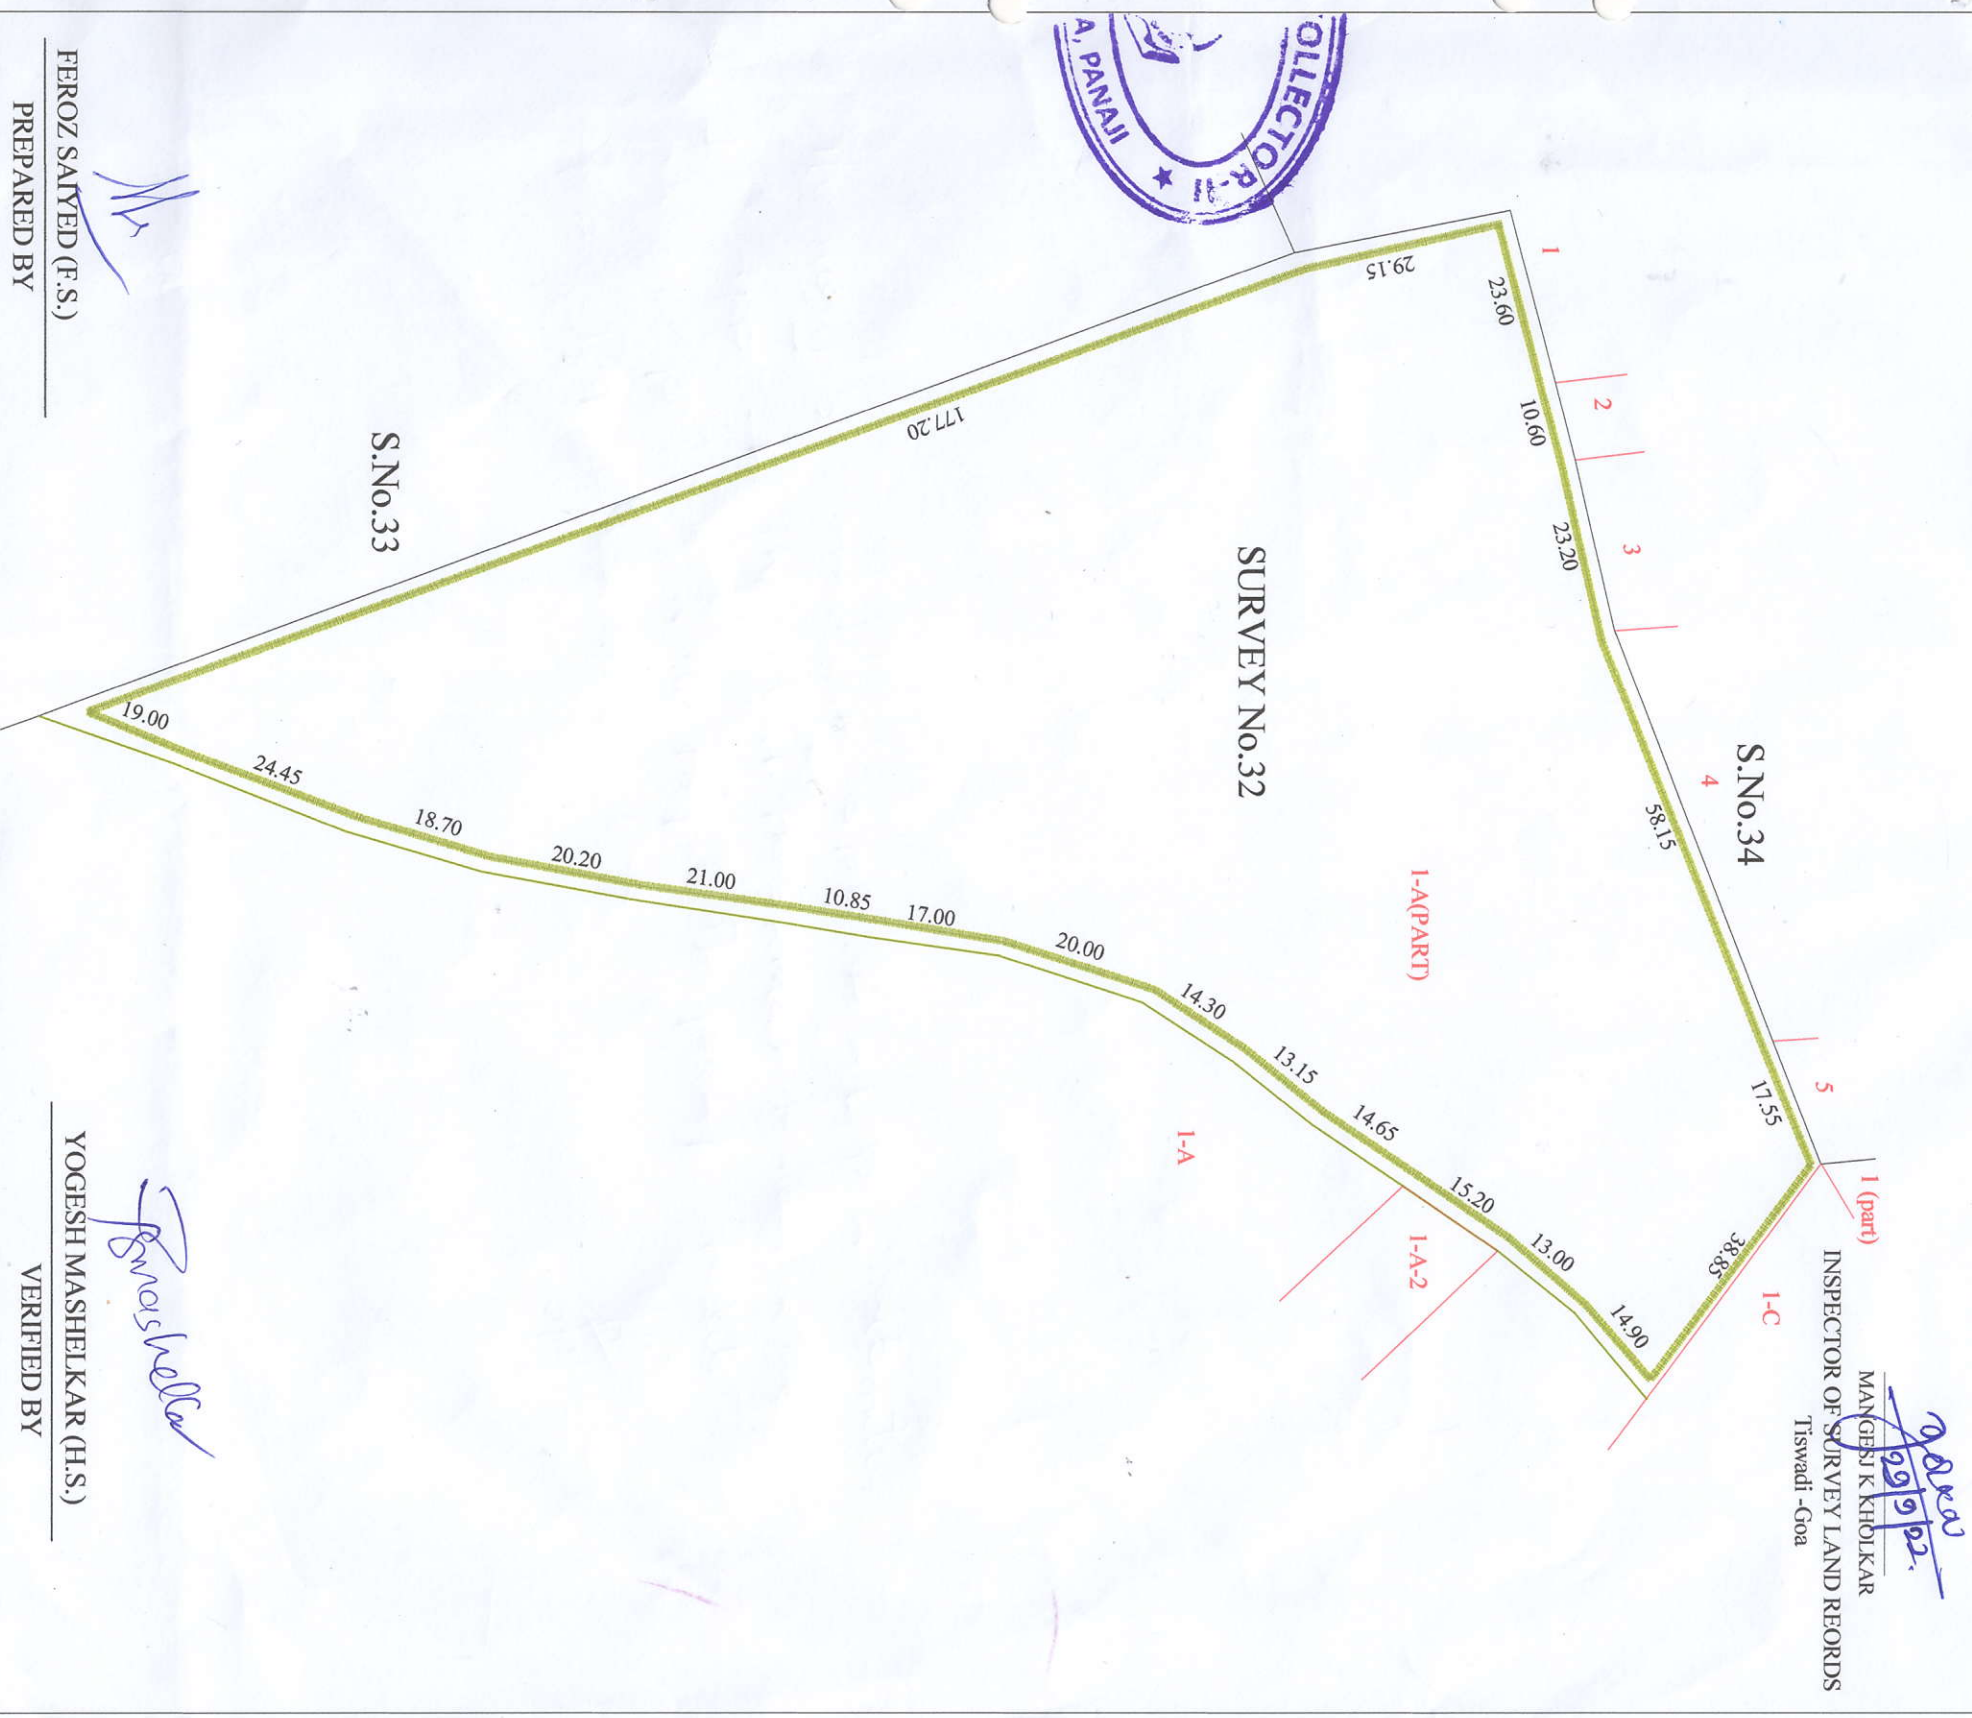 Tiswadi -Goa
INSPECTOR OF SURVEY LAND REORDS
MANGESJ K KHOLKAR
29/9/22.
1 (part)
1-C
S.No.34
1
2
3
4
5
29.15
23.60
10.60
23.20
58.15
17.55
38.85
SURVEY No.32
1-A(PART)
177.20
S.No.33
19.00
24.45
18.70
20.20
21.00
10.85
17.00
20.00
14.30
13.15
14.65
15.20
13.00
14.90
1-A
1-A-2
OLLECTOR
A, PANAJI
FEROZ SAIYED (F.S.)
PREPARED BY
YOGESH MASHELKAR (H.S.)
VERIFIED BY